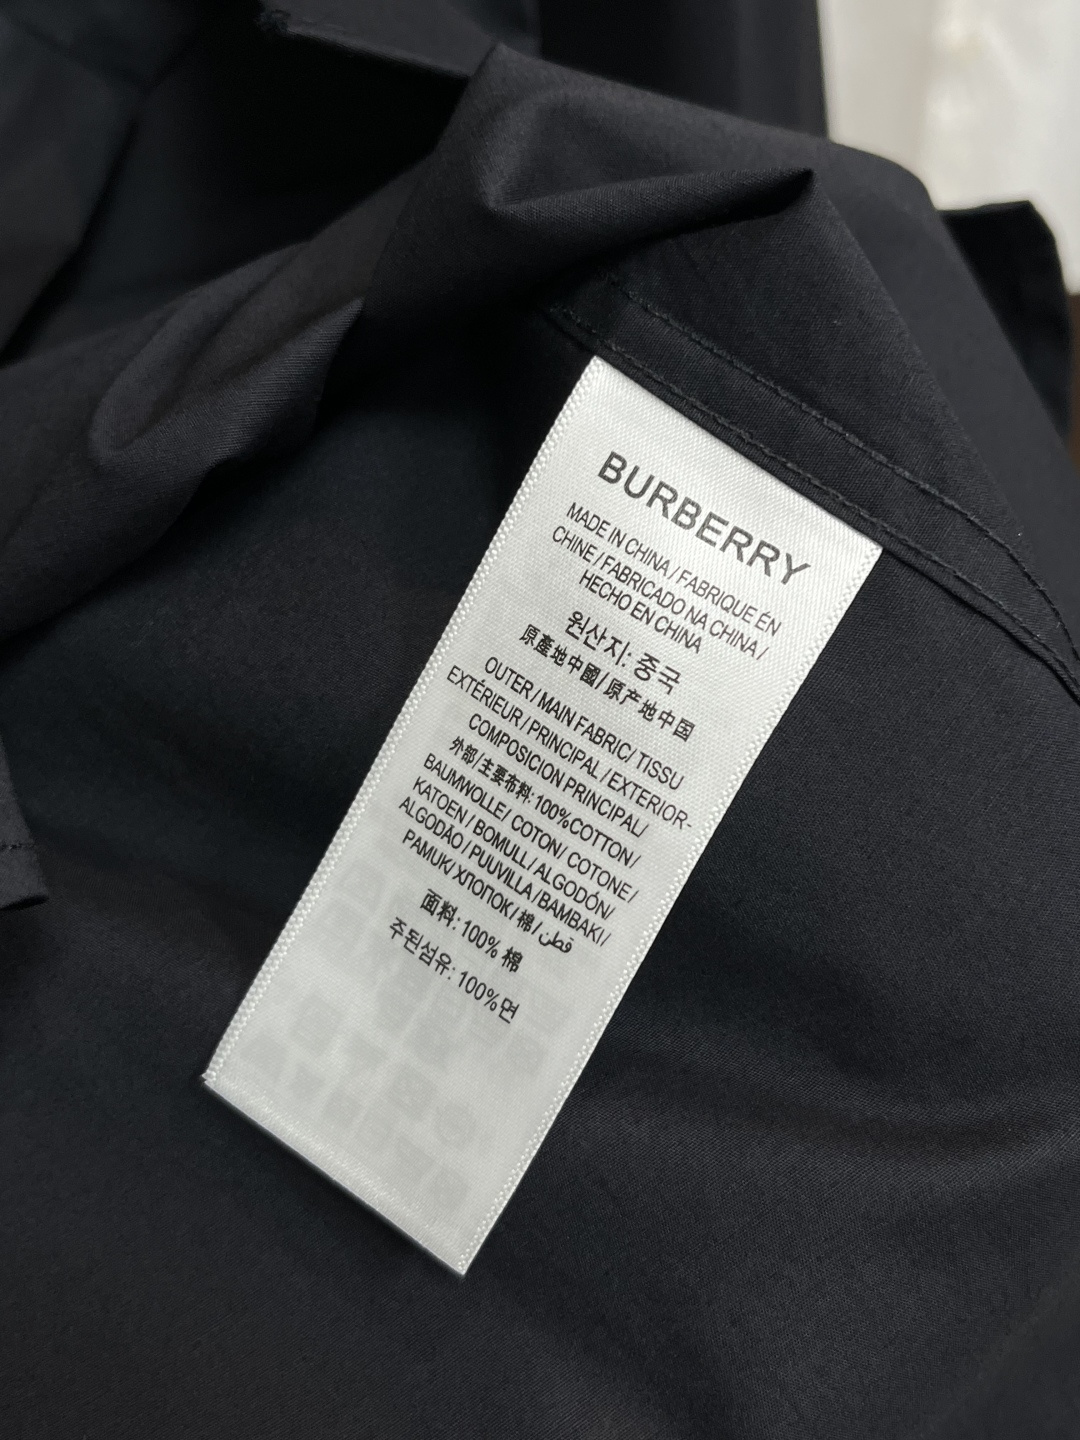 BURBERRY
MADE IN CHINA / FABRIQUE ÉN
CHINE / FABRICADO NA CHINA /
HECHO EN CHINA
원산지: 중국
原產地中國/原产地中国
OUTER / MAIN FABRIC/ TISSU
EXTÉRIEUR / PRINCIPAL /EXTERIOR-
COMPOSICION PRINCIPAL/
外部/主要布料: 100%COTTON /
BAUMWOLLE/ COTON/ COTONE /
KATOEN / BOMULL / ALGODÓN/
ALGODÃO / PUUVILLA / BAMBAKI /
PAMUK/ ХЛОПОК / 棉 / قطن
面料: 100% 棉
주된섬유: 100%면